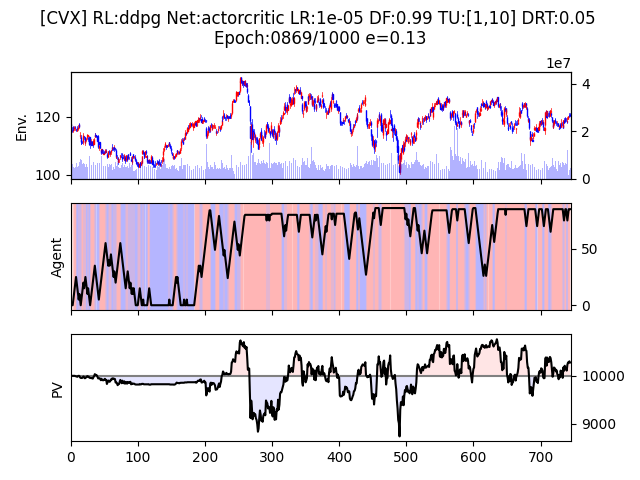 [CVX] RL:ddpg Net:actorcritic LR:1e-05 DF:0.99 TU:[1,10] DRT:0.05
Epoch:0869/1000 e=0.13
1e7
Env.
120
100
4
2
0
Agent
50
0
PV
10000
9000
0 100 200 300 400 500 600 700